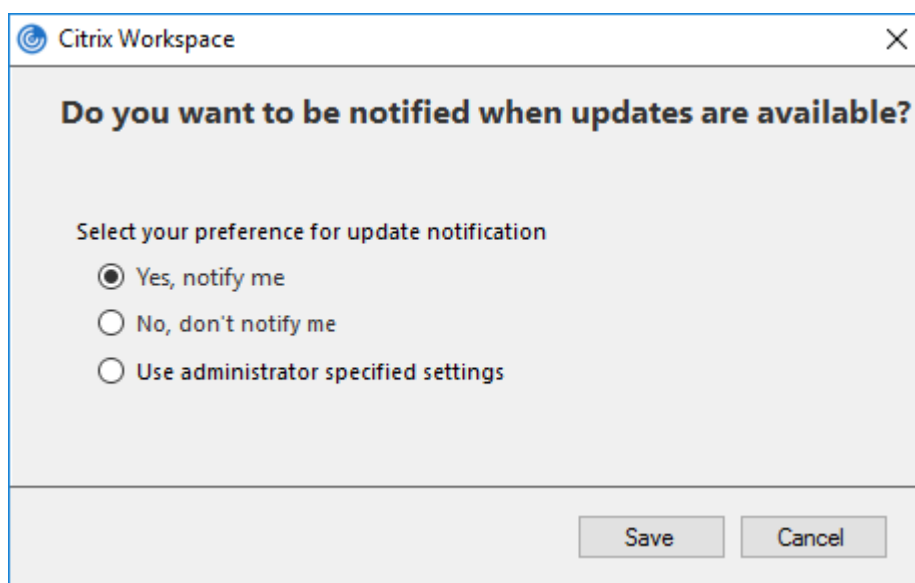 Citrix Workspace
Do you want to be notified when updates are available?
Select your preference for update notification
Yes, notify me
No, don't notify me
Use administrator specified settings
Save Cancel